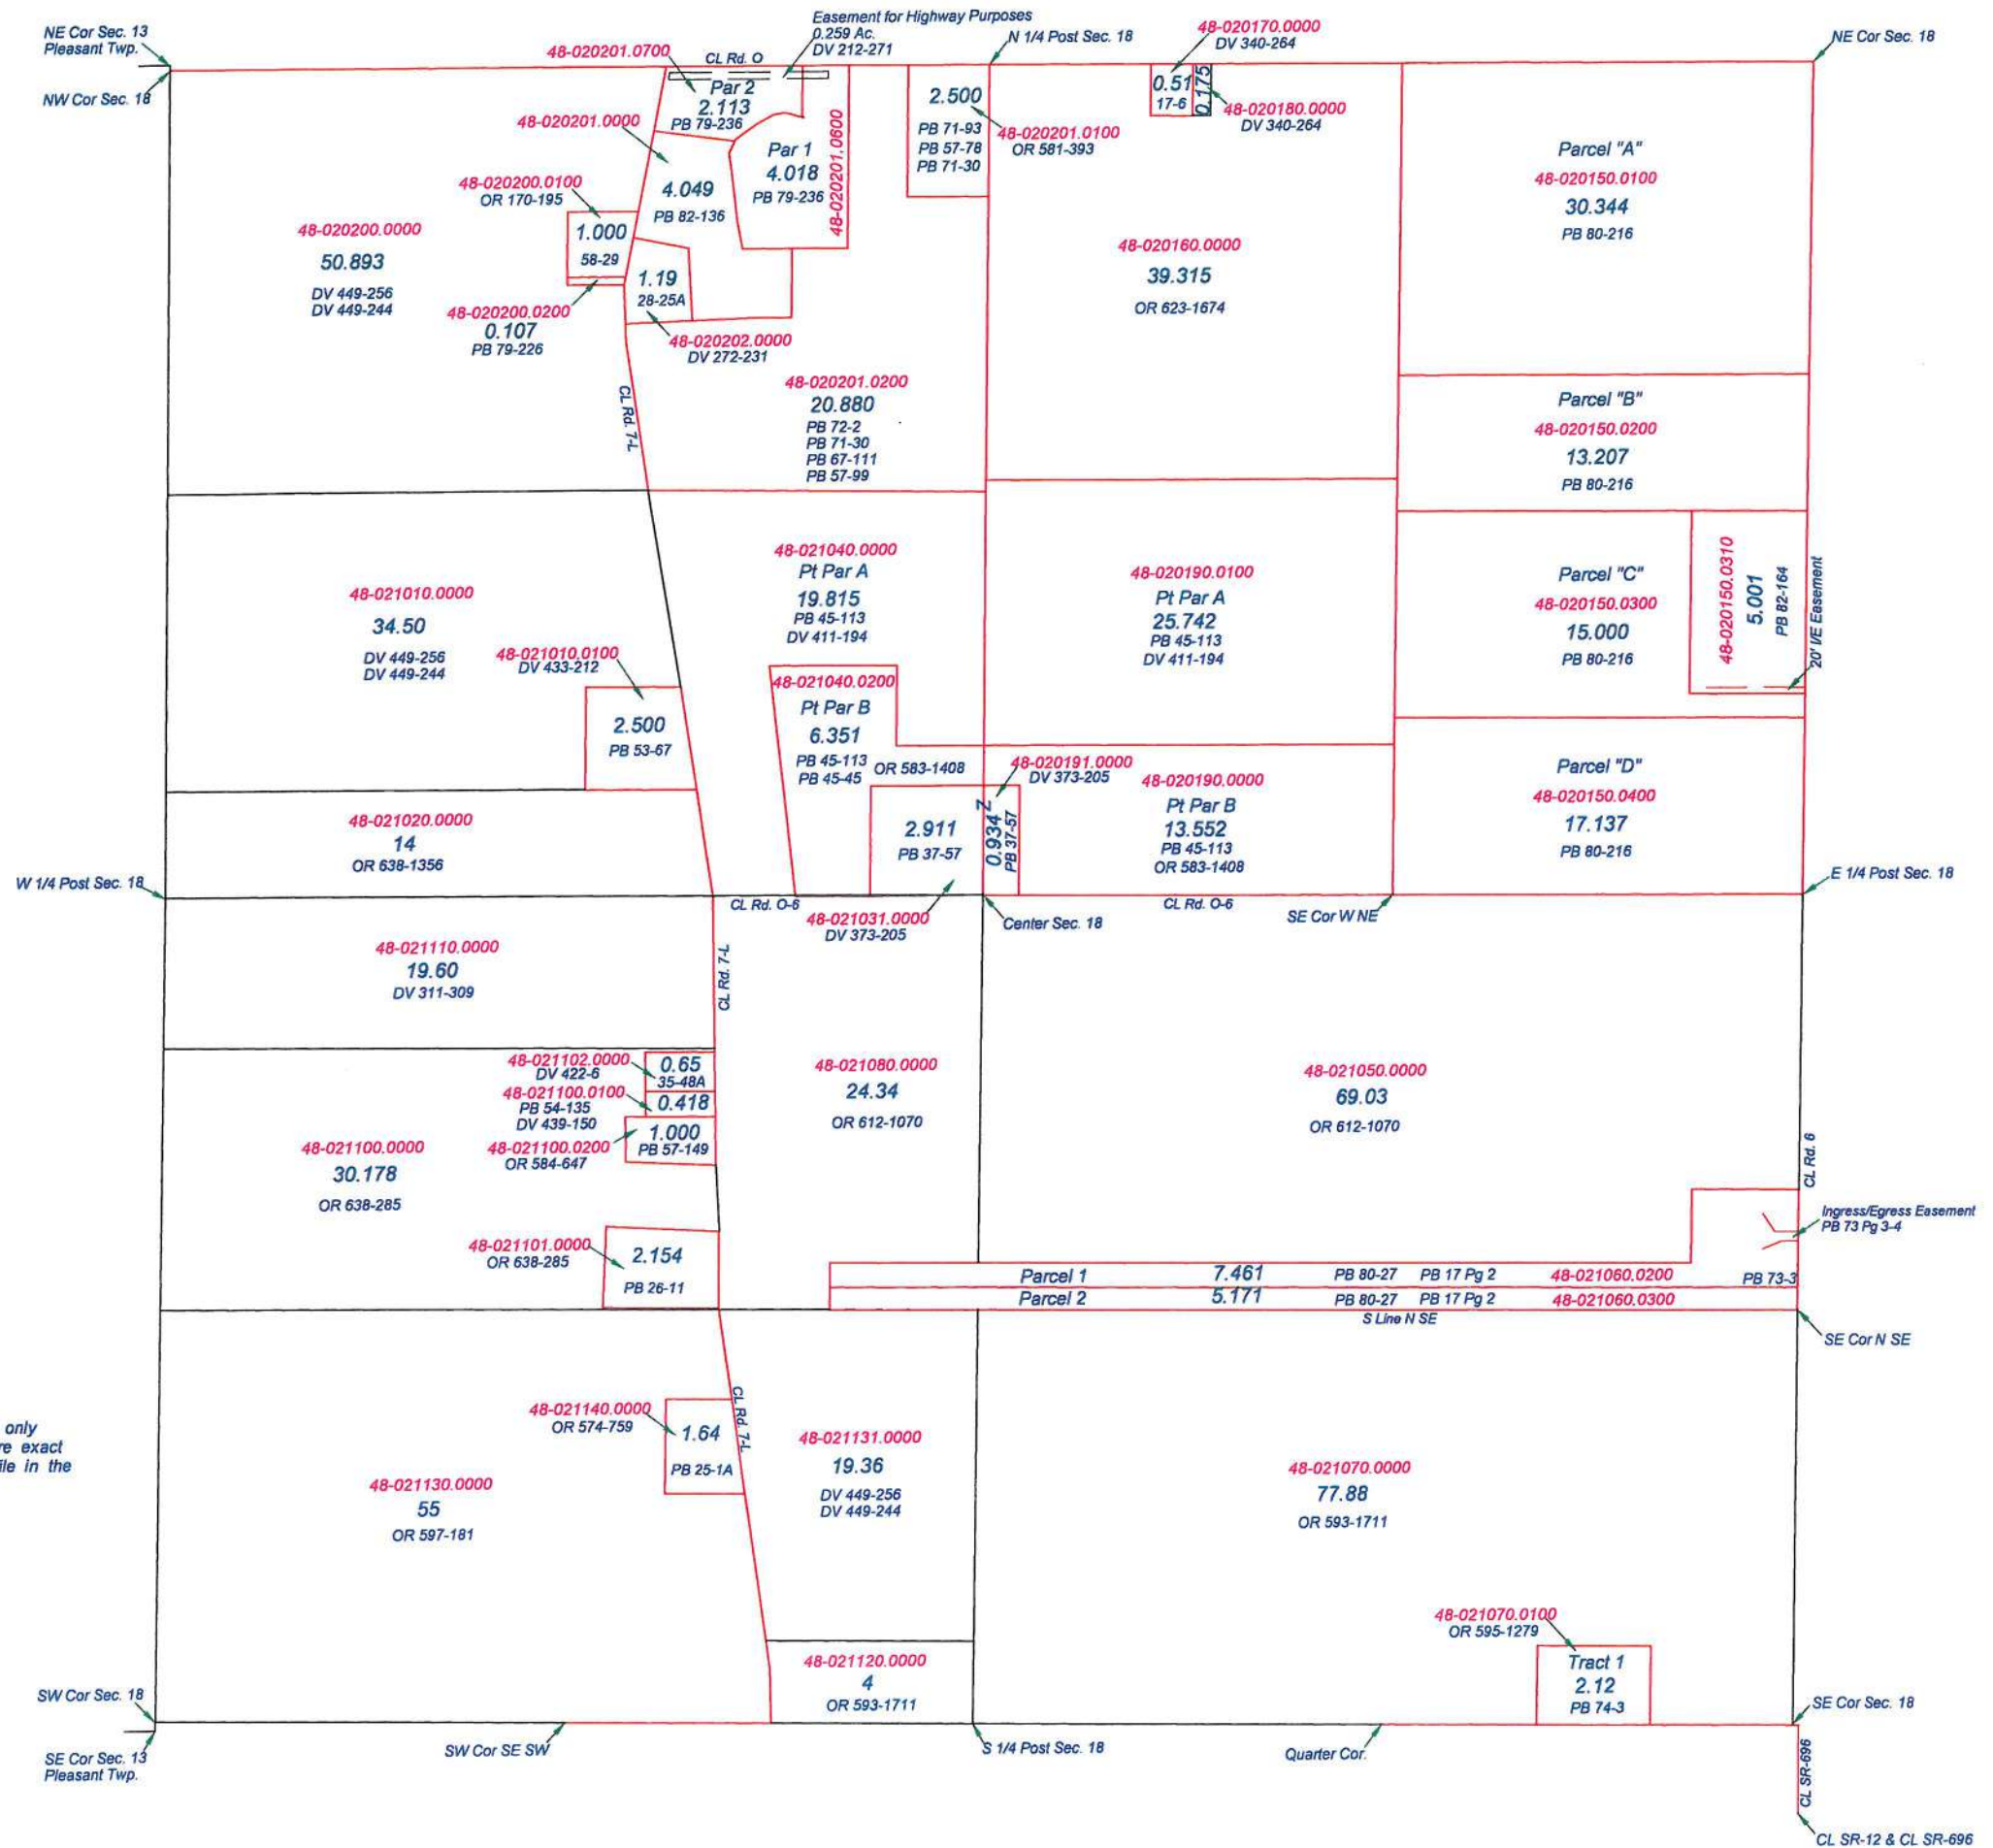 NE Cor Sec. 13
Pleasant Twp.
NW Cor Sec. 18
48-020201.0700
CL Rd. O
Easement for Highway Purposes
0.259 Ac.
DV 212-271
N 1/4 Post Sec. 18
48-020170.0000
DV 340-264
NE Cor Sec. 18
Par 2
2.113
PB 79-236
48-020201.0000
4.049
PB 82-136
Par 1
4.018
PB 79-236
48-020201.0600
2.500
PB 71-93
PB 57-78
PB 71-30
48-020201.0100
OR 581-393
0.51
17-6
0.175
48-020180.0000
DV 340-264
Parcel "A"
48-020150.0100
30.344
PB 80-216
48-020200.0100
OR 170-195
1.000
58-29
48-020200.0000
50.893
DV 449-256
DV 449-244
48-020200.0200
0.107
PB 79-226
1.19
28-25A
48-020202.0000
DV 272-231
48-020160.0000
39.315
OR 623-1674
CL Rd. 7-L
48-020201.0200
20.880
PB 72-2
PB 71-30
PB 67-111
PB 57-99
Parcel "B"
48-020150.0200
13.207
PB 80-216
48-021010.0000
34.50
DV 449-256
DV 449-244
48-021010.0100
DV 433-212
2.500
PB 53-67
48-021040.0000
Pt Par A
19.815
PB 45-113
DV 411-194
48-020190.0100
Pt Par A
25.742
PB 45-113
DV 411-194
Parcel "C"
48-020150.0300
15.000
PB 80-216
48-020150.0310
5.001
PB 82-164
20' I/E Easement
48-021040.0200
Pt Par B
6.351
PB 45-113
PB 45-45
OR 583-1408
48-020191.0000
DV 373-205
48-020190.0000
Pt Par B
13.552
PB 45-113
OR 583-1408
Parcel "D"
48-020150.0400
17.137
PB 80-216
48-021020.0000
14
OR 638-1356
2.911
PB 37-57
Z
0.934
PB 37-57
W 1/4 Post Sec. 18
E 1/4 Post Sec. 18
CL Rd. O-6
48-021031.0000
DV 373-205
Center Sec. 18
CL Rd. O-6
SE Cor W NE
48-021110.0000
19.60
DV 311-309
CL Rd. 7-L
48-021102.0000
DV 422-6
0.65
35-48A
48-021100.0100
PB 54-135
DV 439-150
0.418
48-021100.0200
OR 584-647
1.000
PB 57-149
48-021080.0000
24.34
OR 612-1070
48-021050.0000
69.03
OR 612-1070
48-021100.0000
30.178
OR 638-285
CL Rd. 6
Ingress/Egress Easement
PB 73 Pg 3-4
48-021101.0000
OR 638-285
2.154
PB 26-11
Parcel 1 7.461 PB 80-27 PB 17 Pg 2 48-021060.0200
PB 73-3
Parcel 2 5.171 PB 80-27 PB 17 Pg 2 48-021060.0300
S Line N SE
SE Cor N SE
48-021140.0000
OR 574-759
1.64
PB 25-1A
CL Rd. 7-L
48-021131.0000
19.36
DV 449-256
DV 449-244
only
re exact
ile in the
48-021130.0000
55
OR 597-181
48-021070.0000
77.88
OR 593-1711
48-021070.0100
OR 595-1279
Tract 1
2.12
PB 74-3
48-021120.0000
4
OR 593-1711
SW Cor Sec. 18
SE Cor Sec. 13
Pleasant Twp.
SW Cor SE SW
S 1/4 Post Sec. 18
Quarter Cor.
SE Cor Sec. 18
CL SR-696
CL SR-12 & CL SR-696